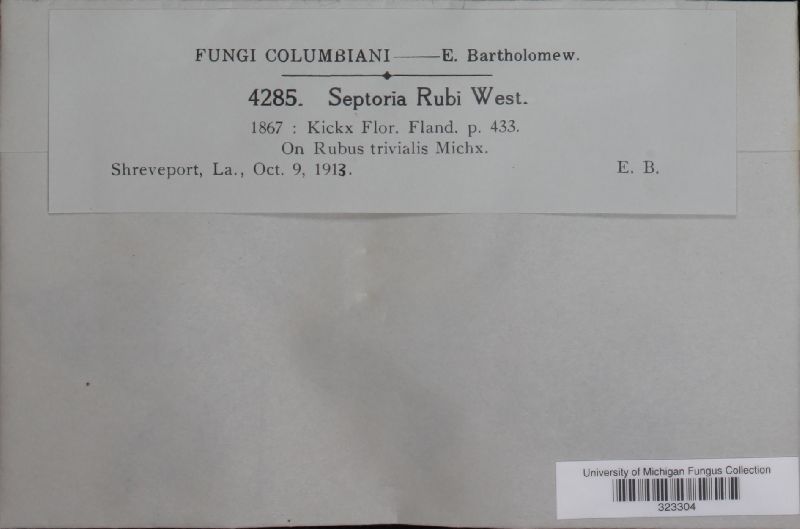 FUNGI COLUMBIANI——E. Bartholomew.
4285. Septoria Rubi West.
1867 : Kickx Flor. Fland. p. 433.
On Rubus trivialis Michx.
Shreveport, La., Oct. 9, 1913. E. B.
University of Michigan Fungus Collection
323304